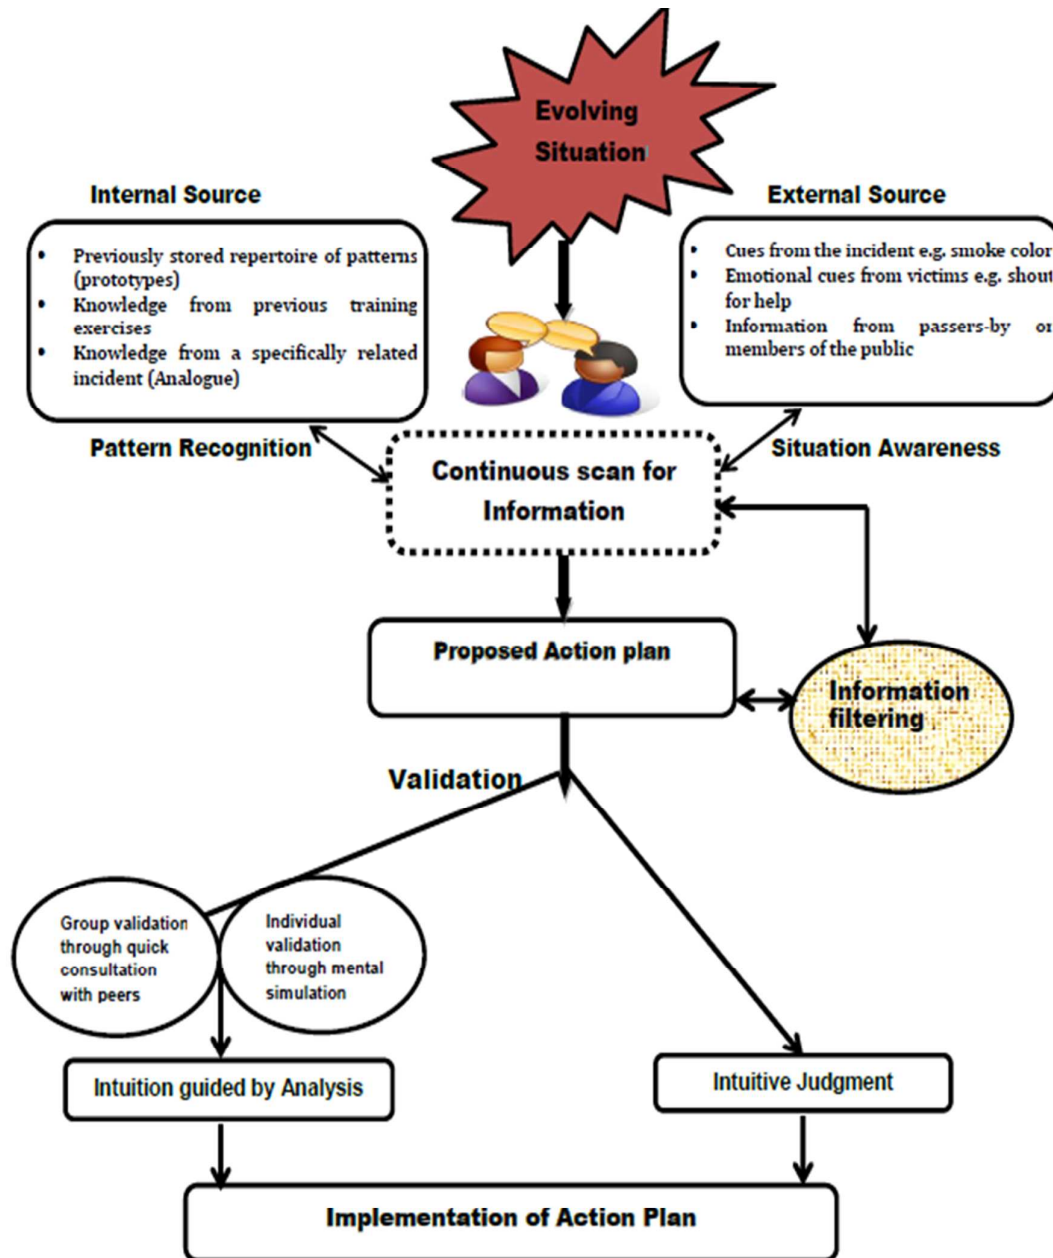 Evolving
Situation
Internal Source
• Previously stored repertoire of patterns
(prototypes)
• Knowledge from previous training
exercises
• Knowledge from a specifically related
incident (Analogue)
External Source
• Cues from the incident e.g. smoke color
• Emotional cues from victims e.g. shout
for help
• Information from passers-by or
members of the public
Pattern Recognition
Situation Awareness
Continuous scan for
Information
Proposed Action plan
Information
filtering
Validation
Group validation
through quick
consultation
with peers
Individual
validation
through mental
simulation
Intuition guided by Analysis
Intuitive Judgment
Implementation of Action Plan